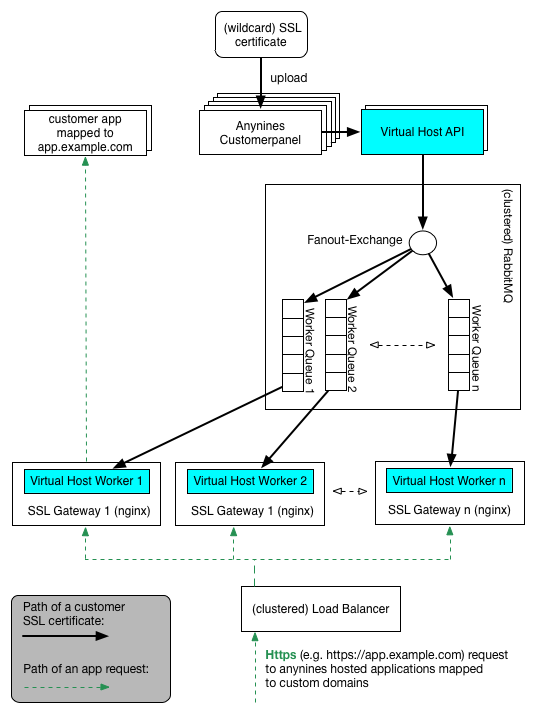 (wildcard) SSL
certificate
upload
customer app
mapped to
app.example.com
Anynines
Customerpanel
Virtual Host API
(clustered) RabbitMQ
Fanout-Exchange
Worker Queue 1
Worker Queue 2
Worker Queue n
Virtual Host Worker 1
SSL Gateway 1 (nginx)
Virtual Host Worker 2
SSL Gateway 1 (nginx)
Virtual Host Worker n
SSL Gateway n (nginx)
(clustered) Load Balancer
Path of a customer
SSL certificate:
Path of an app request:
Https (e.g. https://app.example.com) request
to anynines hosted applications mapped
to custom domains